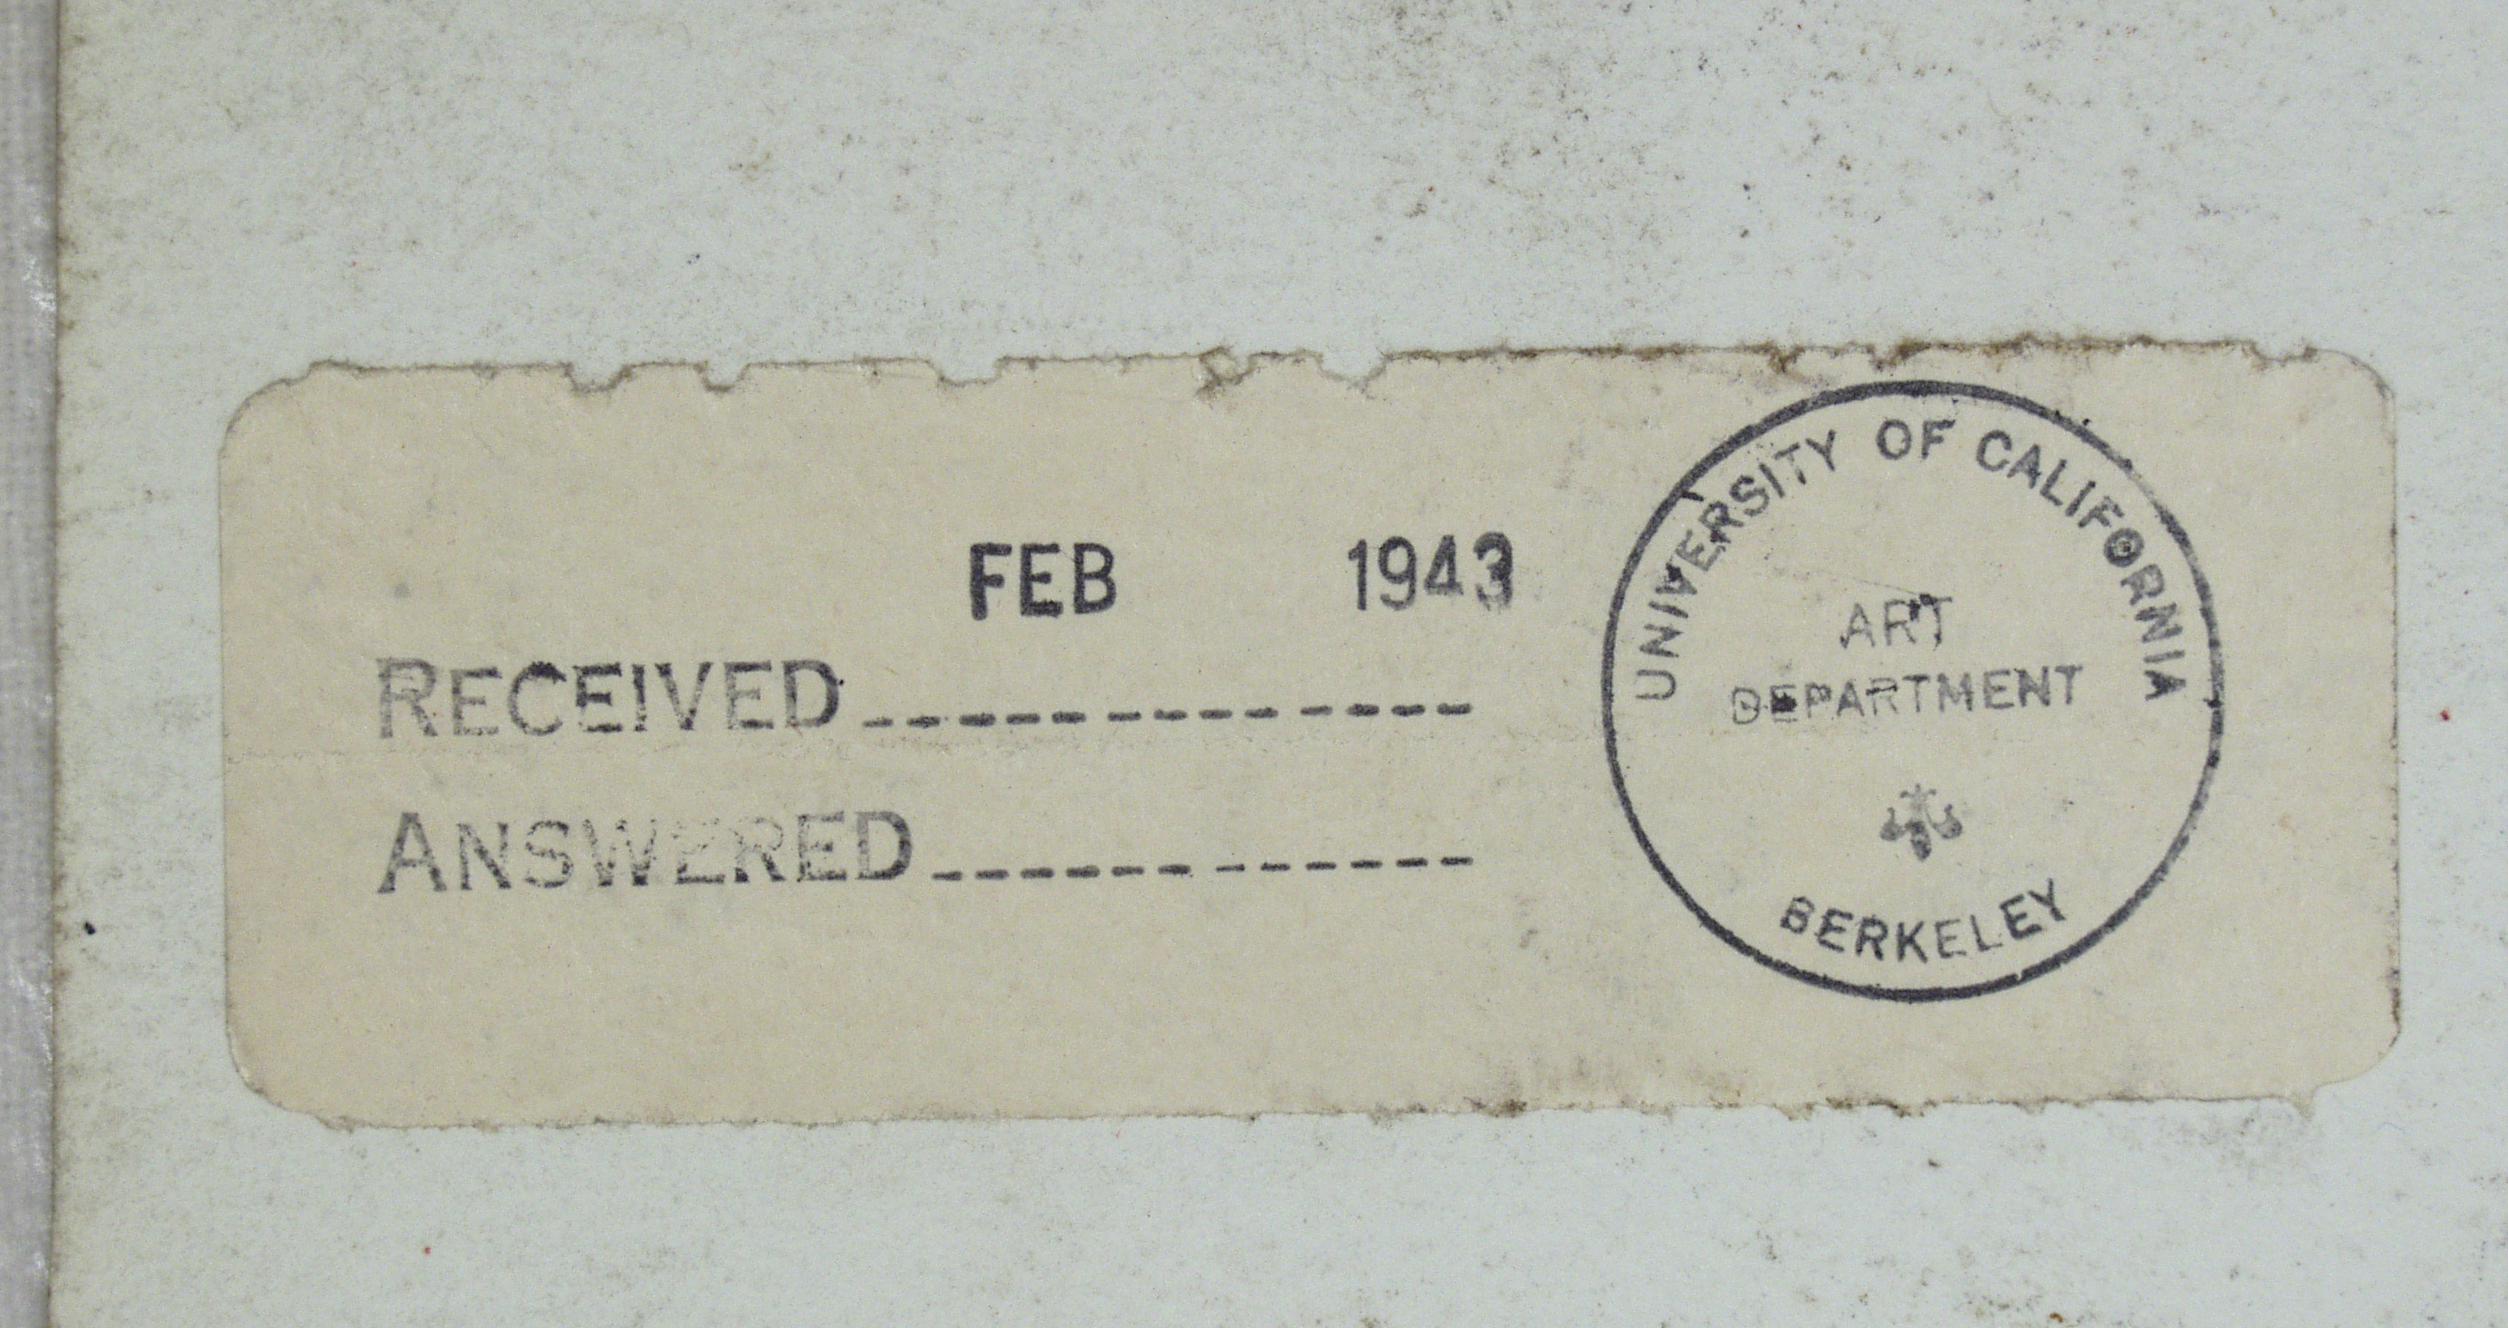 FEB 1943
RECEIVED
ANSWERED
UNIVERSITY OF CALIFORNIA
ART
DEPARTMENT
BERKELEY